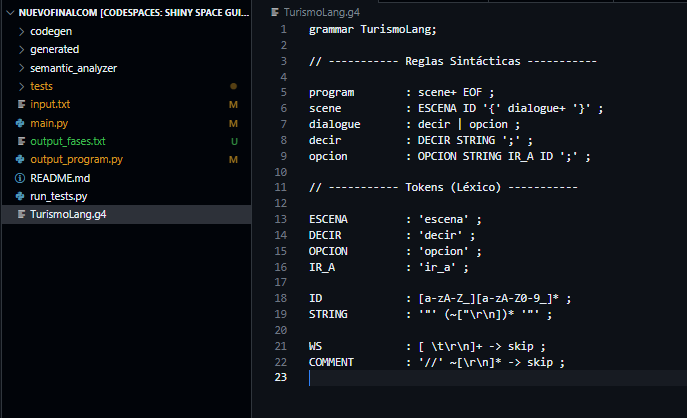 NUEVOFINALCOM [CODESPACES: SHINY SPACE GUI...
codegen
generated
semantic_analyzer
tests
input.txt M
main.py M
output_fases.txt U
output_program.py M
README.md
run_tests.py
TurismoLang.g4
TurismoLang.g4
1 grammar TurismoLang;
2
3 // ----------- Reglas Sintácticas -----------
4
5 program : scene+ EOF ;
6 scene : ESCENA ID '{' dialogue+ '}' ;
7 dialogue : decir | opcion ;
8 decir : DECIR STRING ';' ;
9 opcion : OPCION STRING IR_A ID ';' ;
10
11 // ----------- Tokens (Léxico) -----------
12
13 ESCENA : 'escena' ;
14 DECIR : 'decir' ;
15 OPCION : 'opcion' ;
16 IR_A : 'ir_a' ;
17
18 ID : [a-zA-Z_][a-zA-Z0-9_]* ;
19 STRING : '"' (~["\r\n])* '"' ;
20
21 WS : [ \t\r\n]+ -> skip ;
22 COMMENT : '//' ~[\r\n]* -> skip ;
23